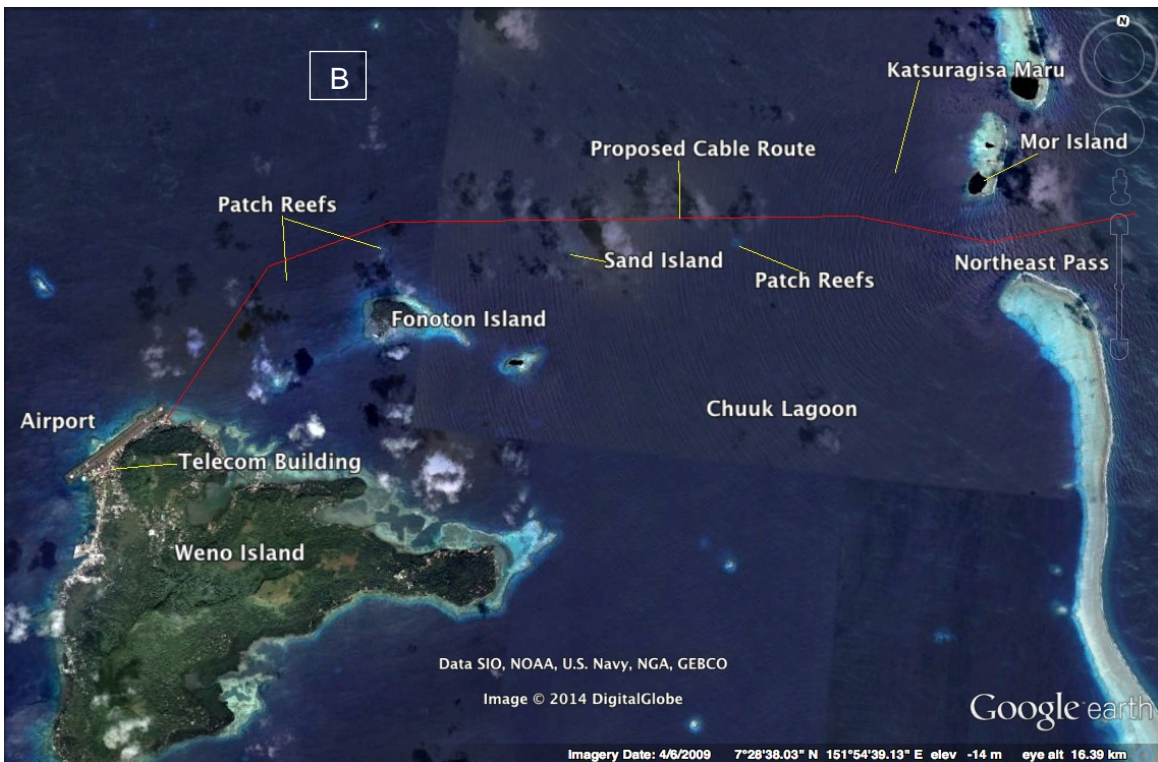 N
B
Katsuragisa Maru
Proposed Cable Route
Mor Island
Patch Reefs
Sand Island
Northeast Pass
Patch Reefs
Fonoton Island
Airport
Chuuk Lagoon
Telecom Building
Weno Island
Data SIO, NOAA, U.S. Navy, NGA, GEBCO
Image © 2014 DigitalGlobe
Google earth
Imagery Date: 4/6/2009 7°28'38.03" N 151°54'39.13" E elev -14 m eye alt 16.39 km